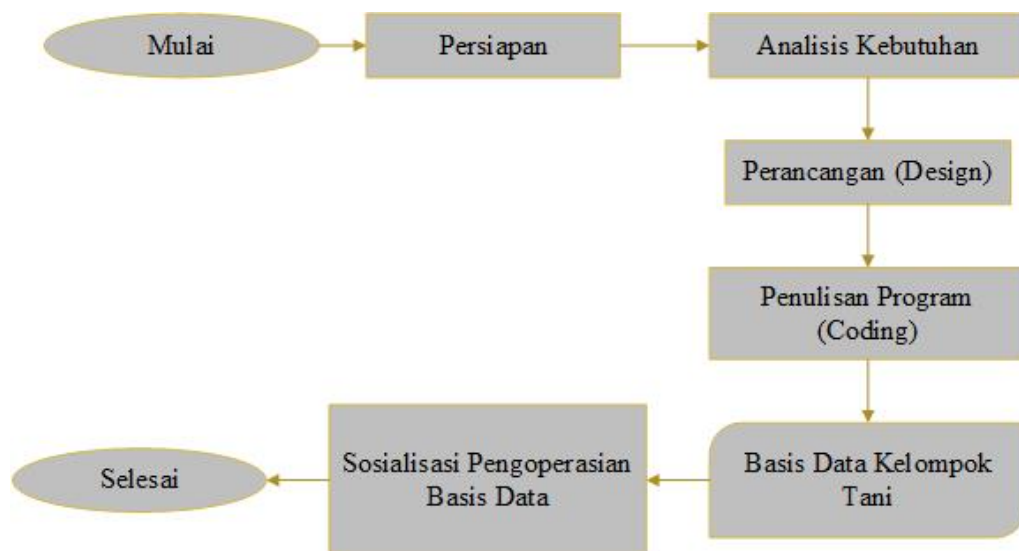 Mulai
Persiapan
Analisis Kebutuhan
Perancangan (Design)
Penulisan Program
(Coding)
Basis Data Kelompok
Tani
Sosialisasi Pengoperasian
Basis Data
Selesai